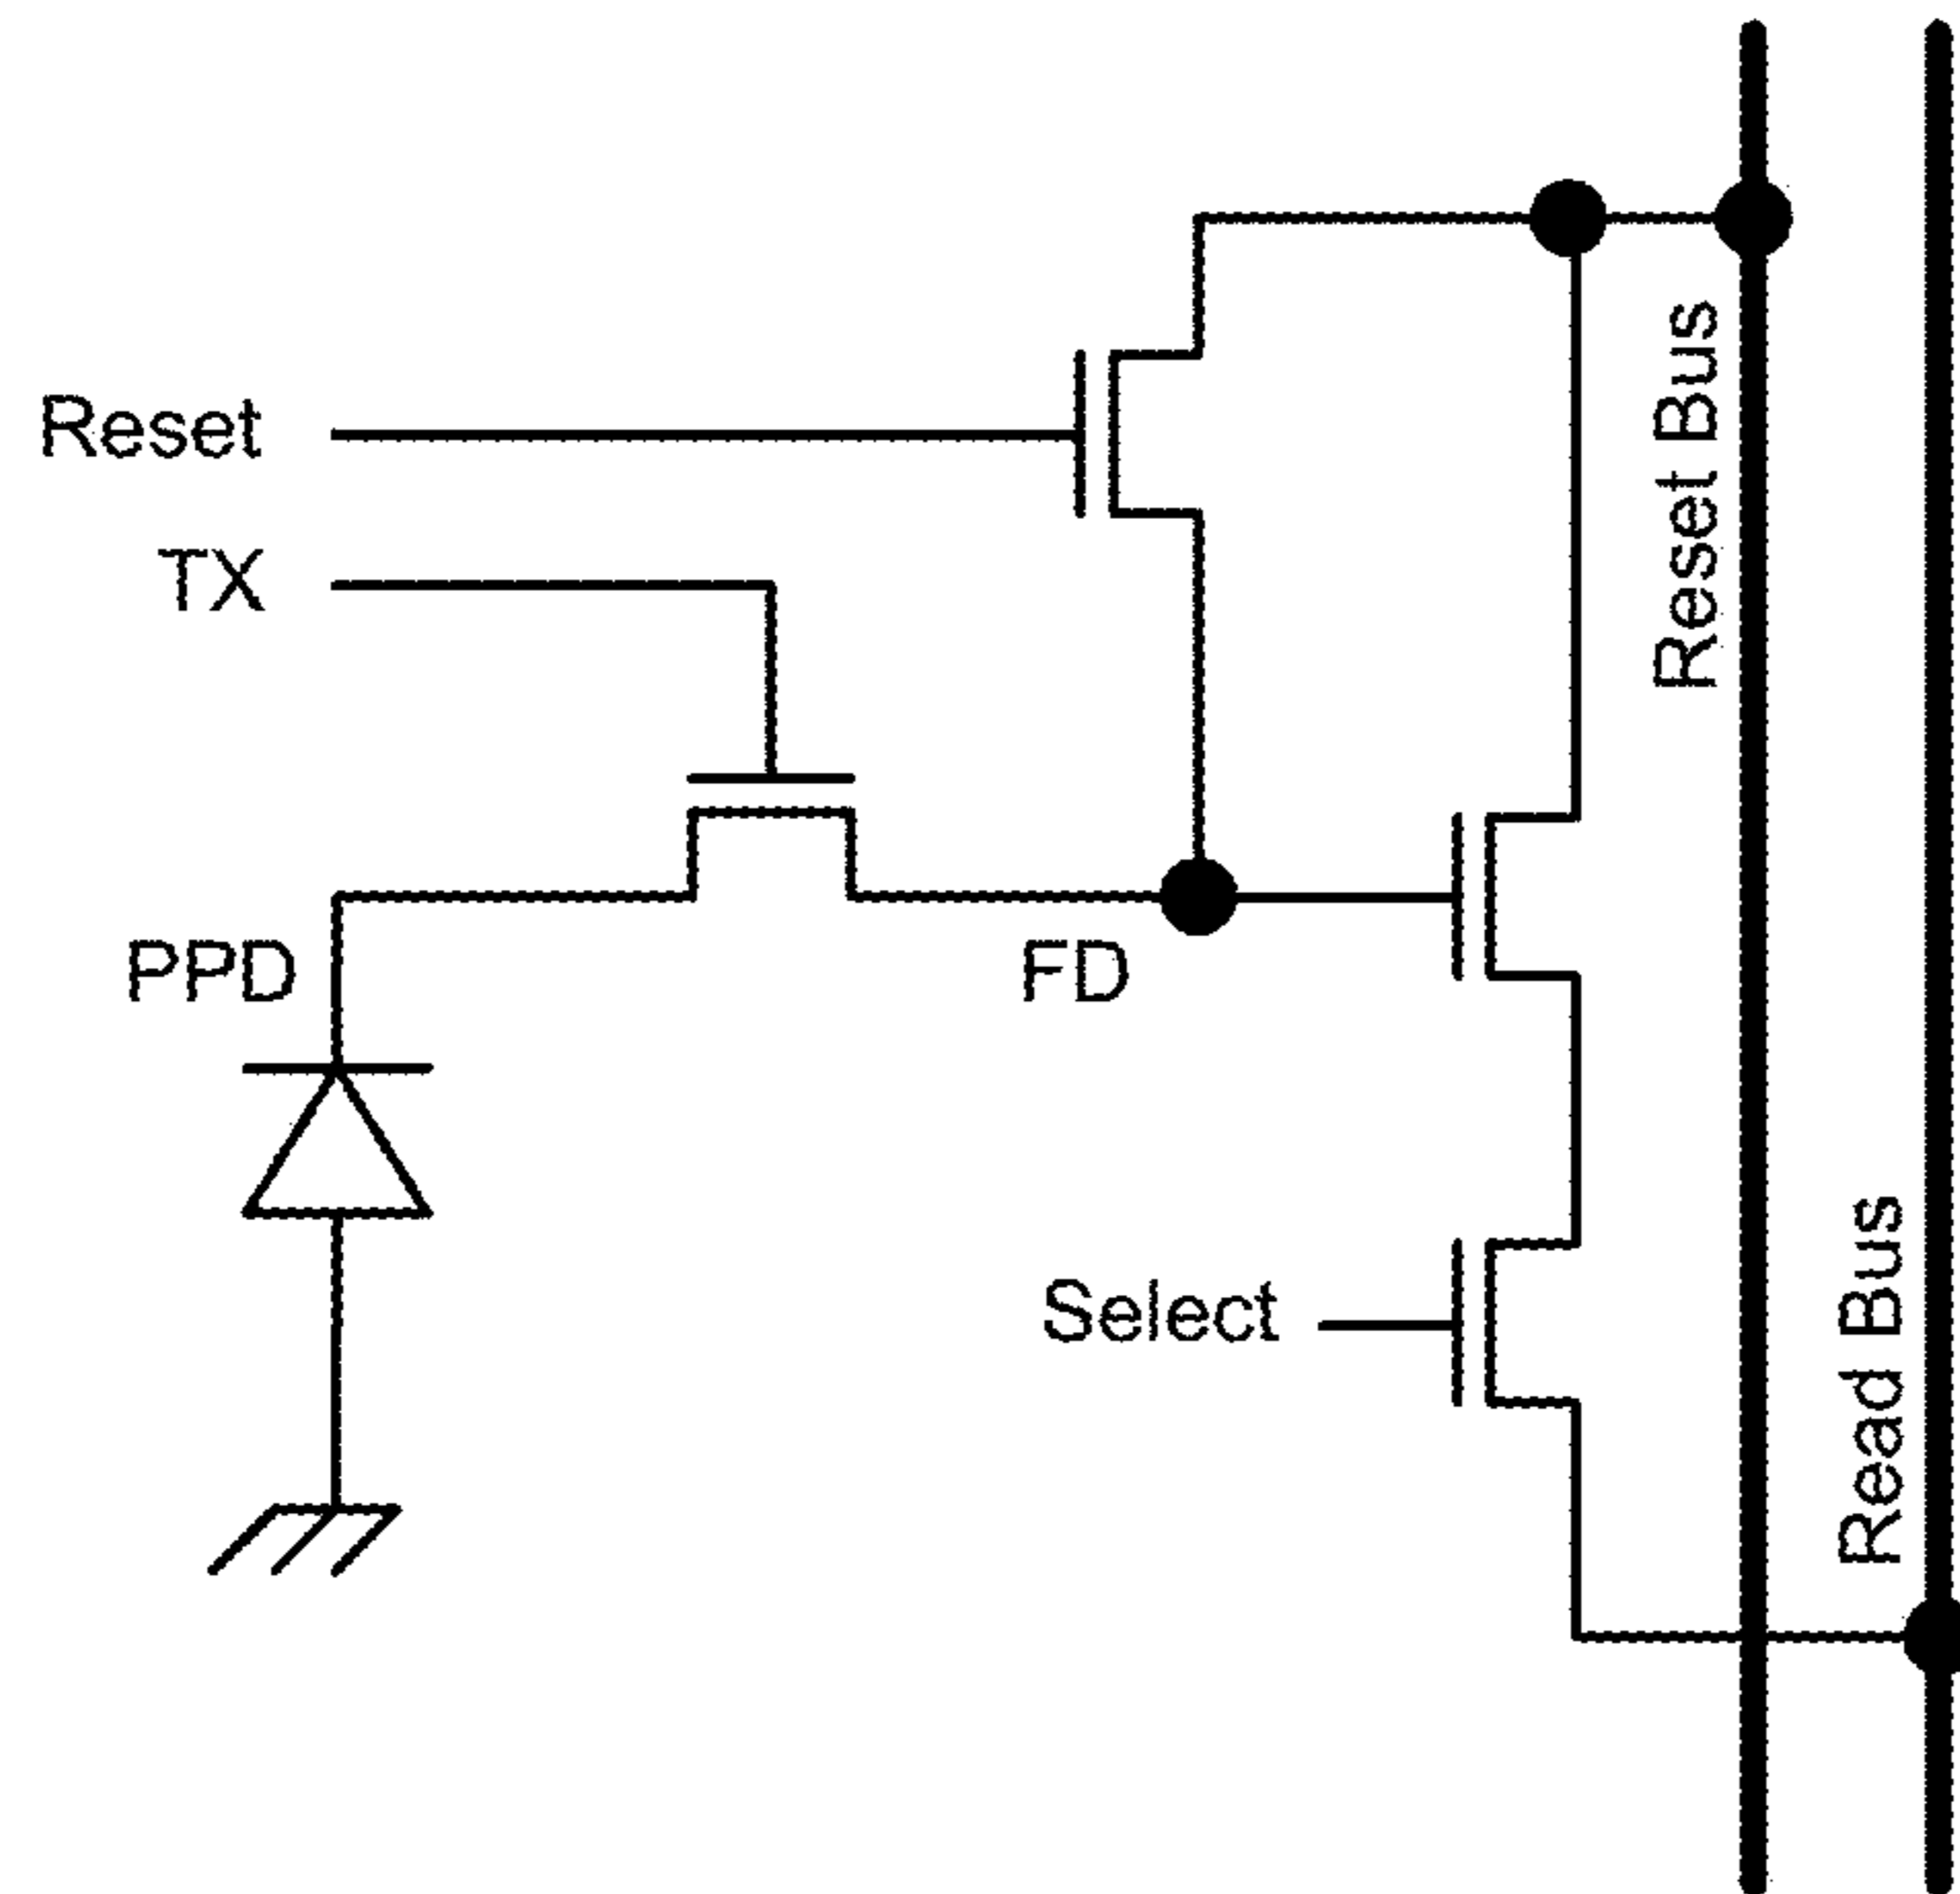 Reset
TX
Reset Bus
PPD
FD
Select
Read Bus